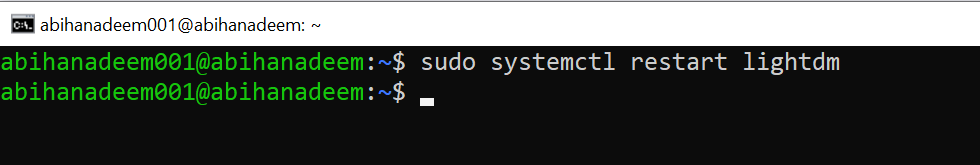 abihanadeem001@abihanadeem: ~
abihanadeem001@abihanadeem:~$ sudo systemctl restart lightdm
abihanadeem001@abihanadeem:~$